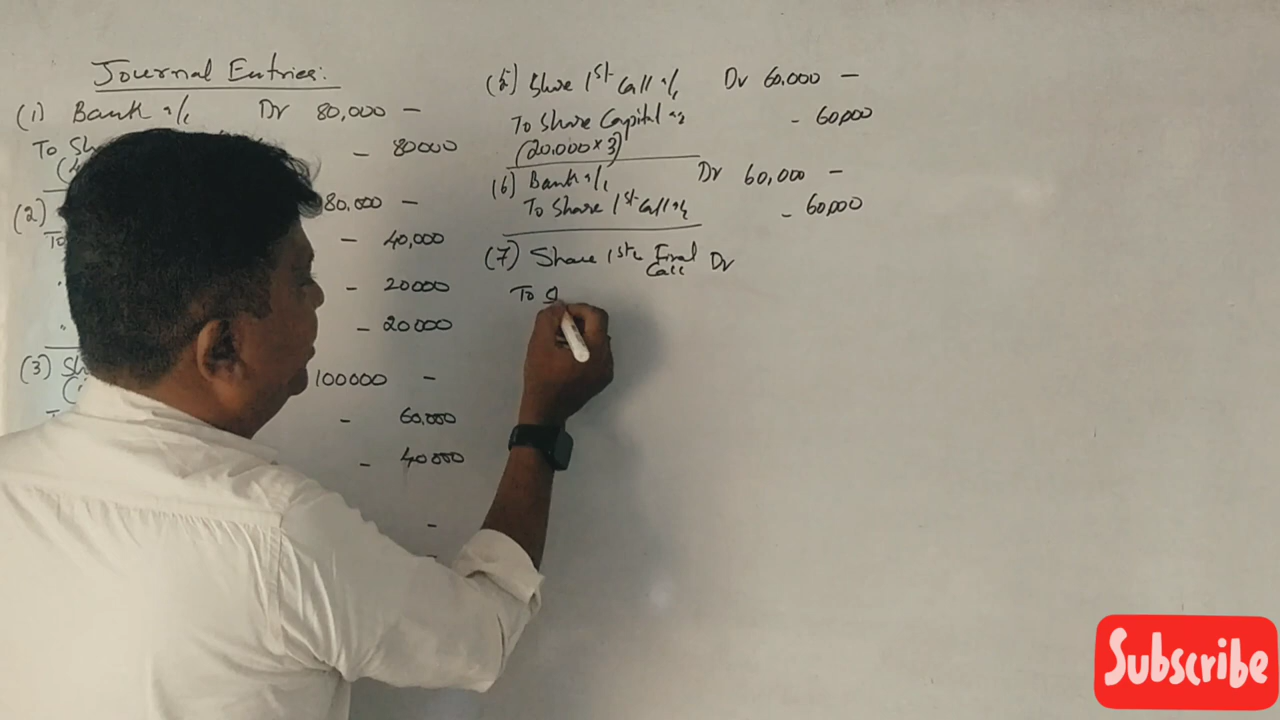 Journal Entries:
(1) Bank a/c Dr 80,000 -
To Sh - 80000
(2) 80,000 -
To - 40,000
" - 20000
" - 20000
(3) Sh 100000 -
- 60,000
- 40000
-
(5) Share 1st Call a/c Dr 60,000 -
To Share Capital a/c - 60,000
(20,000 × 3)
(6) Bank a/c Dr 60,000 -
To Share 1st Call a/c - 60,000
(7) Share 1st & Final Call Dr
To S
Subscribe